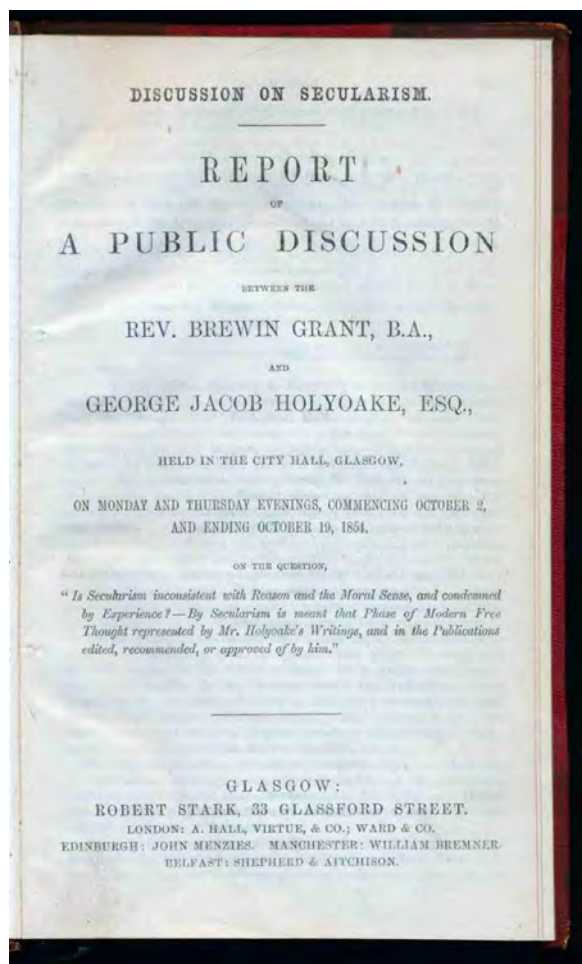 DISCUSSION ON SECULARISM.
REPORT
OF
A PUBLIC DISCUSSION
BETWEEN THE
REV. BREWIN GRANT, B.A.,
AND
GEORGE JACOB HOLYOAKE, ESQ.,
HELD IN THE CITY HALL, GLASGOW,
ON MONDAY AND THURSDAY EVENINGS, COMMENCING OCTOBER 2,
AND ENDING OCTOBER 19, 1854.
ON THE QUESTION,
"Is Secularism inconsistent with Reason and the Moral Sense, and condemned
by Experience?—By Secularism is meant that Phase of Modern Free
Thought represented by Mr. Holyoake's Writings, and in the Publications
edited, recommended, or approved of by him."
GLASGOW:
ROBERT STARK, 33 GLASSFORD STREET.
LONDON: A. HALL, VIRTUE, & CO.; WARD & CO.
EDINBURGH: JOHN MENZIES. MANCHESTER: WILLIAM BREMNER.
BELFAST: SHEPHERD & AITCHISON.